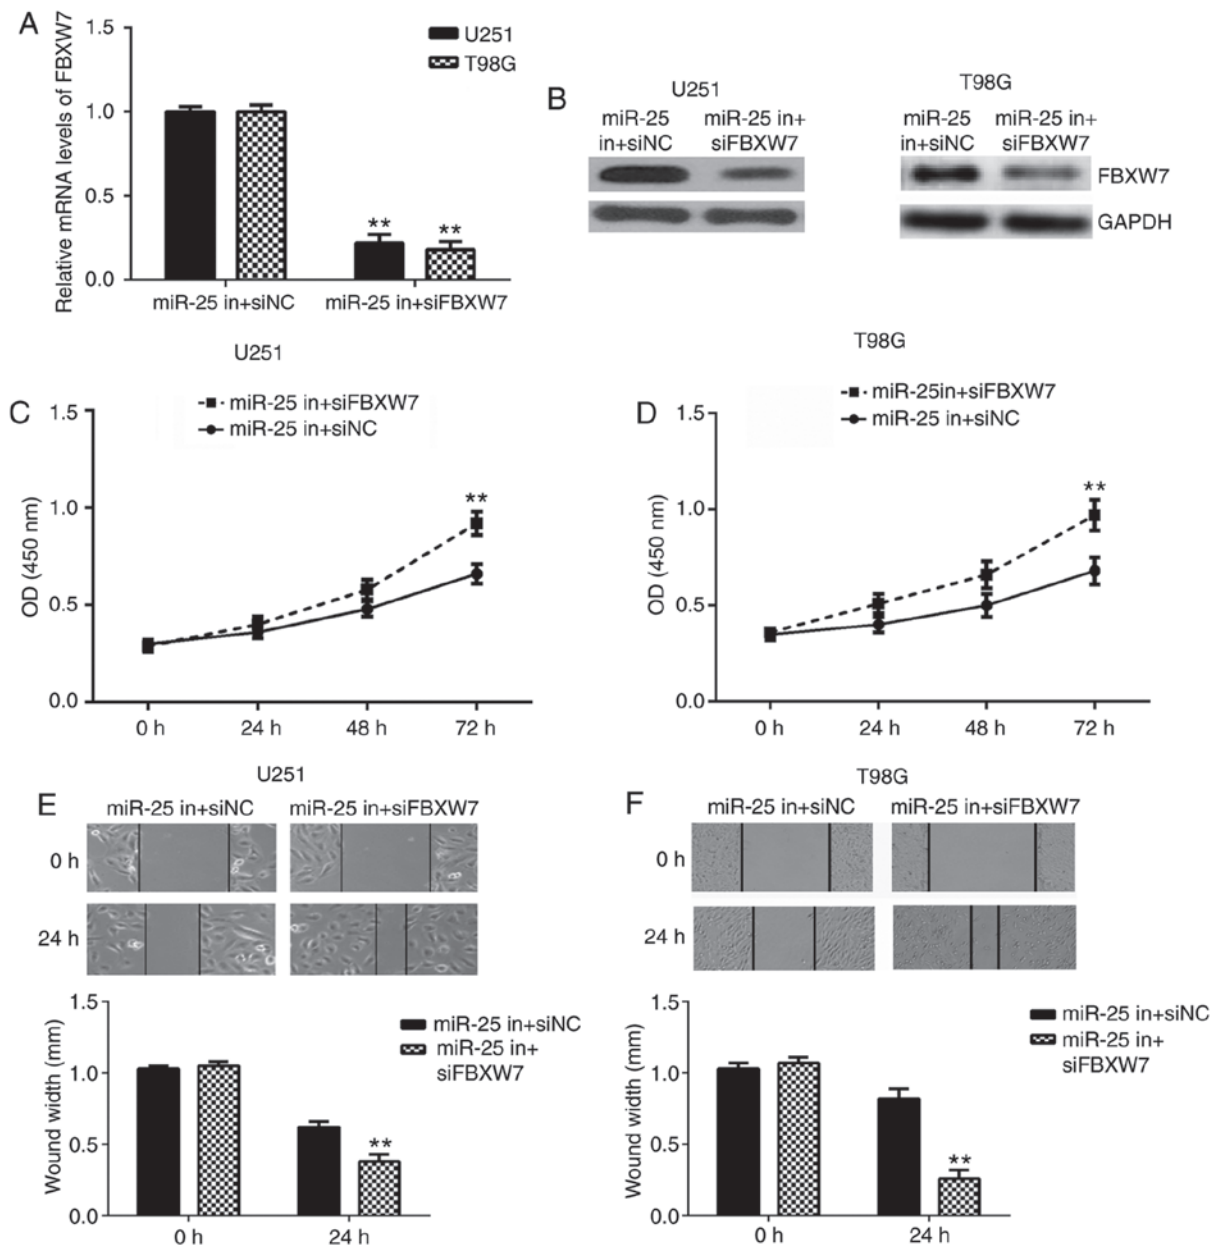 A
Relative mRNA levels of FBXW7
1.5
1.0
0.5
0.0
U251
T98G
**
**
miR-25 in+siNC
miR-25 in+siFBXW7
B
U251
T98G
miR-25
in+siNC
miR-25 in+
siFBXW7
miR-25
in+siNC
miR-25 in+
siFBXW7
FBXW7
GAPDH
U251
C
miR-25 in+siFBXW7
miR-25 in+siNC
OD (450 nm)
1.5
1.0
0.5
0.0
**
0 h
24 h
48 h
72 h
T98G
D
miR-25in+siFBXW7
miR-25 in+siNC
OD (450 nm)
1.5
1.0
0.5
0.0
**
0 h
24 h
48 h
72 h
U251
E
miR-25 in+siNC
miR-25 in+siFBXW7
0 h
24 h
Wound width (mm)
1.5
1.0
0.5
0.0
miR-25 in+siNC
miR-25 in+
siFBXW7
**
0 h
24 h
T98G
F
miR-25 in+siNC
miR-25 in+siFBXW7
0 h
24 h
Wound width (mm)
1.5
1.0
0.5
0.0
miR-25 in+siNC
miR-25 in+
siFBXW7
**
0 h
24 h